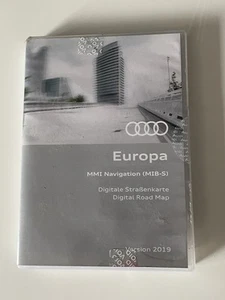 Europa
MMI Navigation (MIB-S)
Digitale Straßenkarte
Digital Road Map
Version 2019